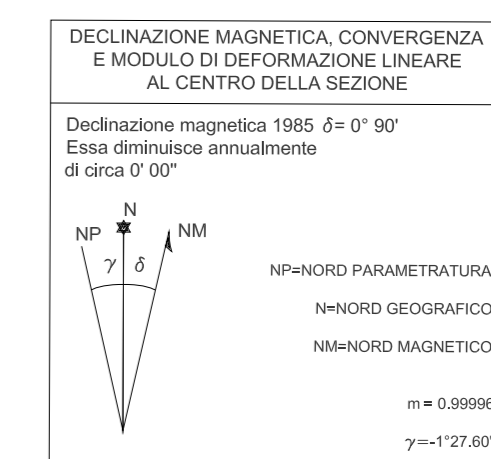 DECLINAZIONE MAGNETICA, CONVERGENZA
E MODULO DI DEFORMAZIONE LINEARE
AL CENTRO DELLA SEZIONE
Declinazione magnetica 1985 δ= 0° 90'
Essa diminuisce annualmente
di circa 0' 00"
N
NP
NM
γ
δ
NP=NORD PARAMETRATURA
N=NORD GEOGRAFICO
NM=NORD MAGNETICO
m = 0.99996
γ=-1°27.60'